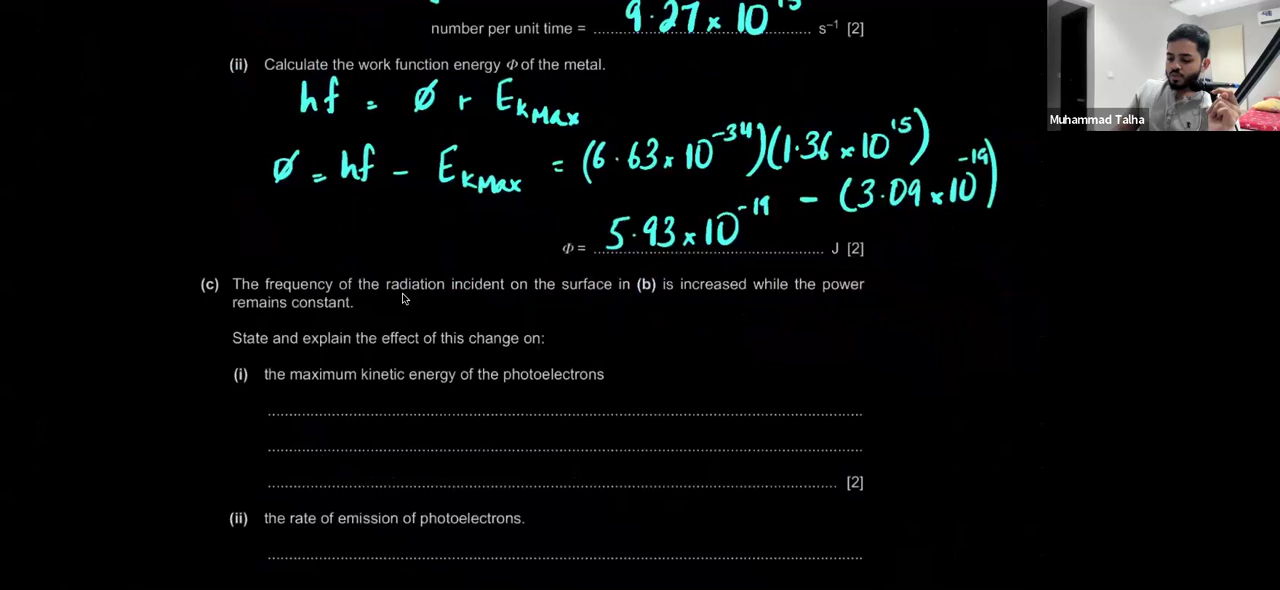 number per unit time = 9.27 × 10¹⁵ s⁻¹ [2]
(ii) Calculate the work function energy Φ of the metal.
hf = Ø + E_KMax
Ø = hf - E_KMax = (6.63 × 10⁻³⁴)(1.36 × 10¹⁵)
- (3.09 × 10⁻¹⁹)
Φ = 5.93 × 10⁻¹⁹ J [2]
(c) The frequency of the radiation incident on the surface in (b) is increased while the power
remains constant.
State and explain the effect of this change on:
(i) the maximum kinetic energy of the photoelectrons
[2]
(ii) the rate of emission of photoelectrons.
Muhammad Talha